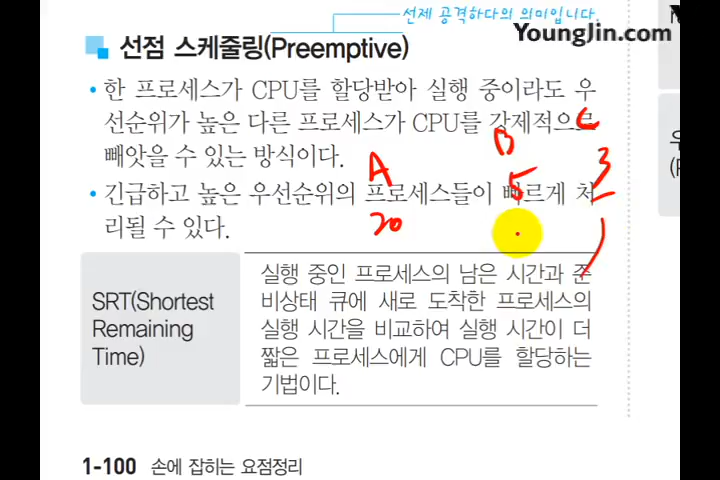 선제 공격하다의 의미입니다
YoungJin.com
선점 스케줄링(Preemptive)
• 한 프로세스가 CPU를 할당받아 실행 중이라도 우
선순위가 높은 다른 프로세스가 CPU를 강제적으로
빼앗을 수 있는 방식이다.
A B C
20 5 3
• 긴급하고 높은 우선순위의 프로세스들이 빠르게 처
리될 수 있다.
SRT(Shortest
Remaining
Time)
실행 중인 프로세스의 남은 시간과 준
비상태 큐에 새로 도착한 프로세스의
실행 시간을 비교하여 실행 시간이 더
짧은 프로세스에게 CPU를 할당하는
기법이다.
1-100 손에 잡히는 요점정리